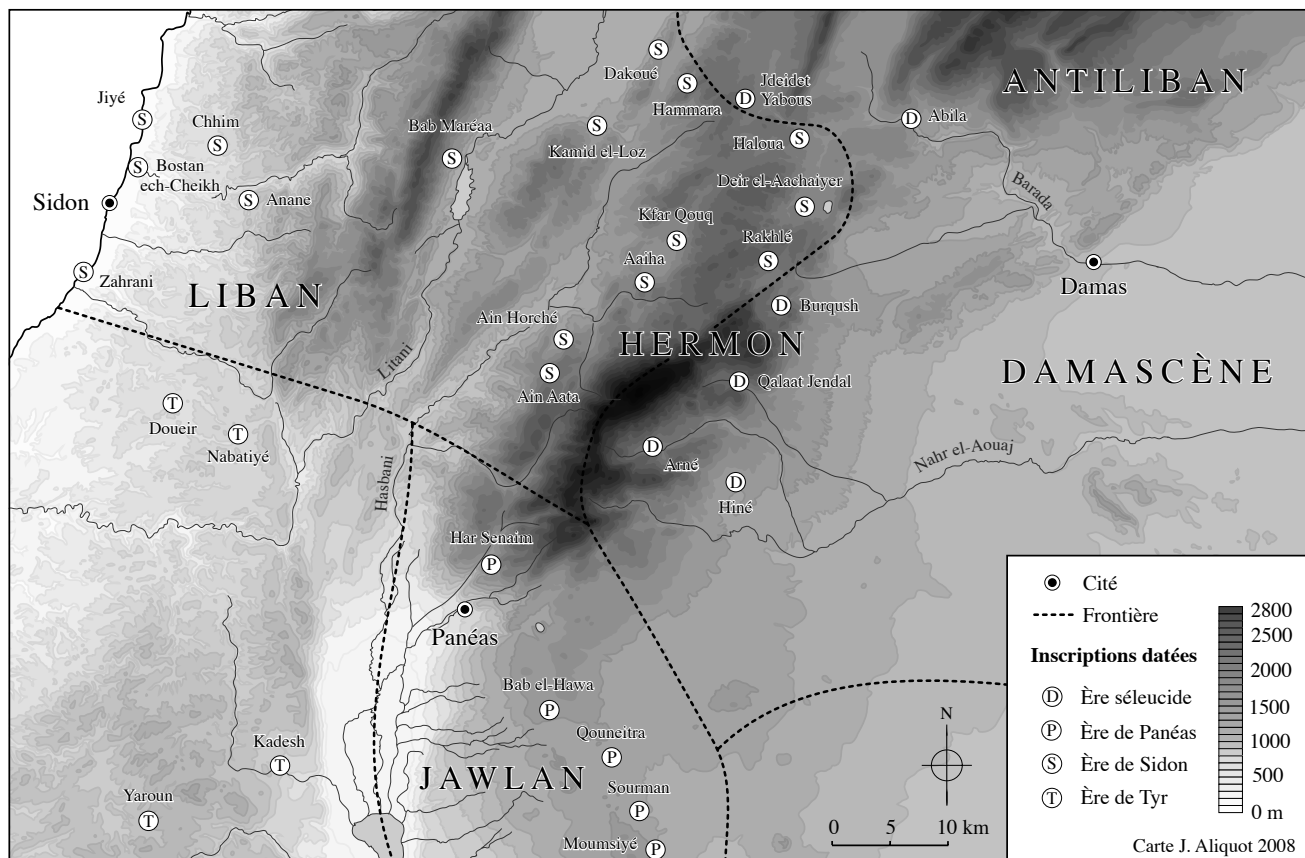 ANTILIBAN
Dakoué
S
Jdeidet
Yabous
D
Hammara
S
Jiyé
S
Chhim
S
Bab Maréaa
S
Kamid el-Loz
S
Haloua
S
Abila
D
Bostan
ech-Cheikh
S
Anane
S
Sidon
Deir el-Aachaiyer
S
Barada
Kfar Qouq
S
Rakhlé
S
Aaiha
S
Damas
Zahrani
S
LIBAN
Burqush
D
Ain Horché
S
HERMON
Litani
Ain Aata
S
Qalaat Jendal
D
DAMASCÈNE
Doueir
T
Nabatiyé
T
Arné
D
Nahr el-Aouaj
Hasbani
Hiné
D
Har Senaïm
P
Panéas
Bab el-Hawa
P
Qouneitra
P
Kadesh
T
JAWLAN
Sourman
P
Yaroun
T
Moumsiyé
P
N
0 5 10 km
Cité
Frontière
Inscriptions datées
D Ère séleucide
P Ère de Panéas
S Ère de Sidon
T Ère de Tyr
2800
2500
2000
1500
1000
500
0 m
Carte J. Aliquot 2008